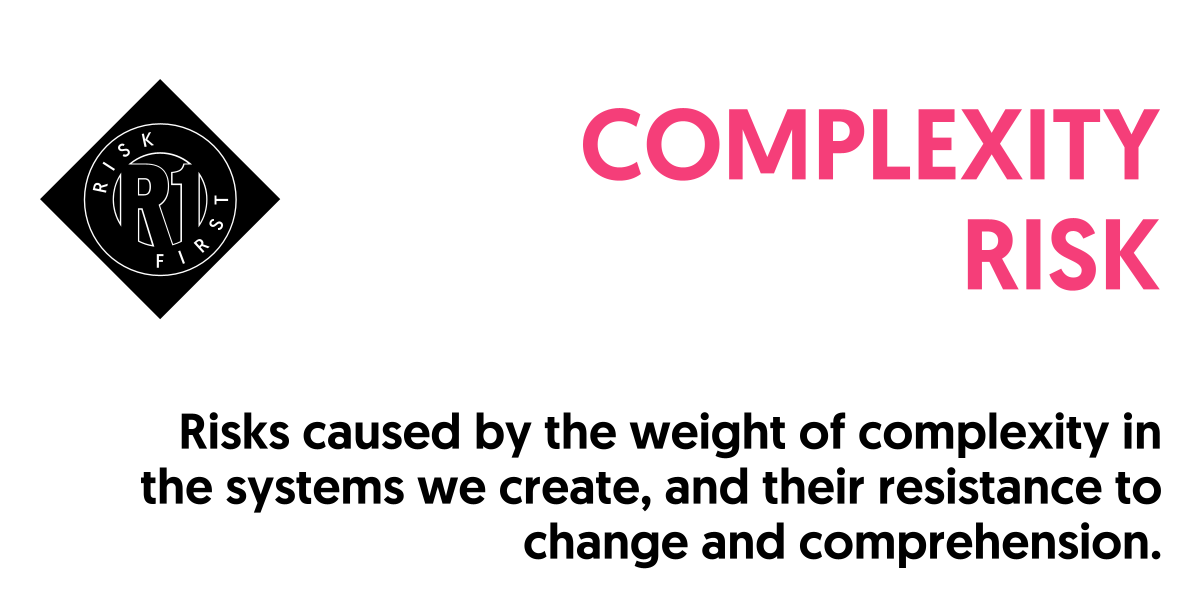 RISK
R1
FIRST
COMPLEXITY
RISK
Risks caused by the weight of complexity in
the systems we create, and their resistance to
change and comprehension.